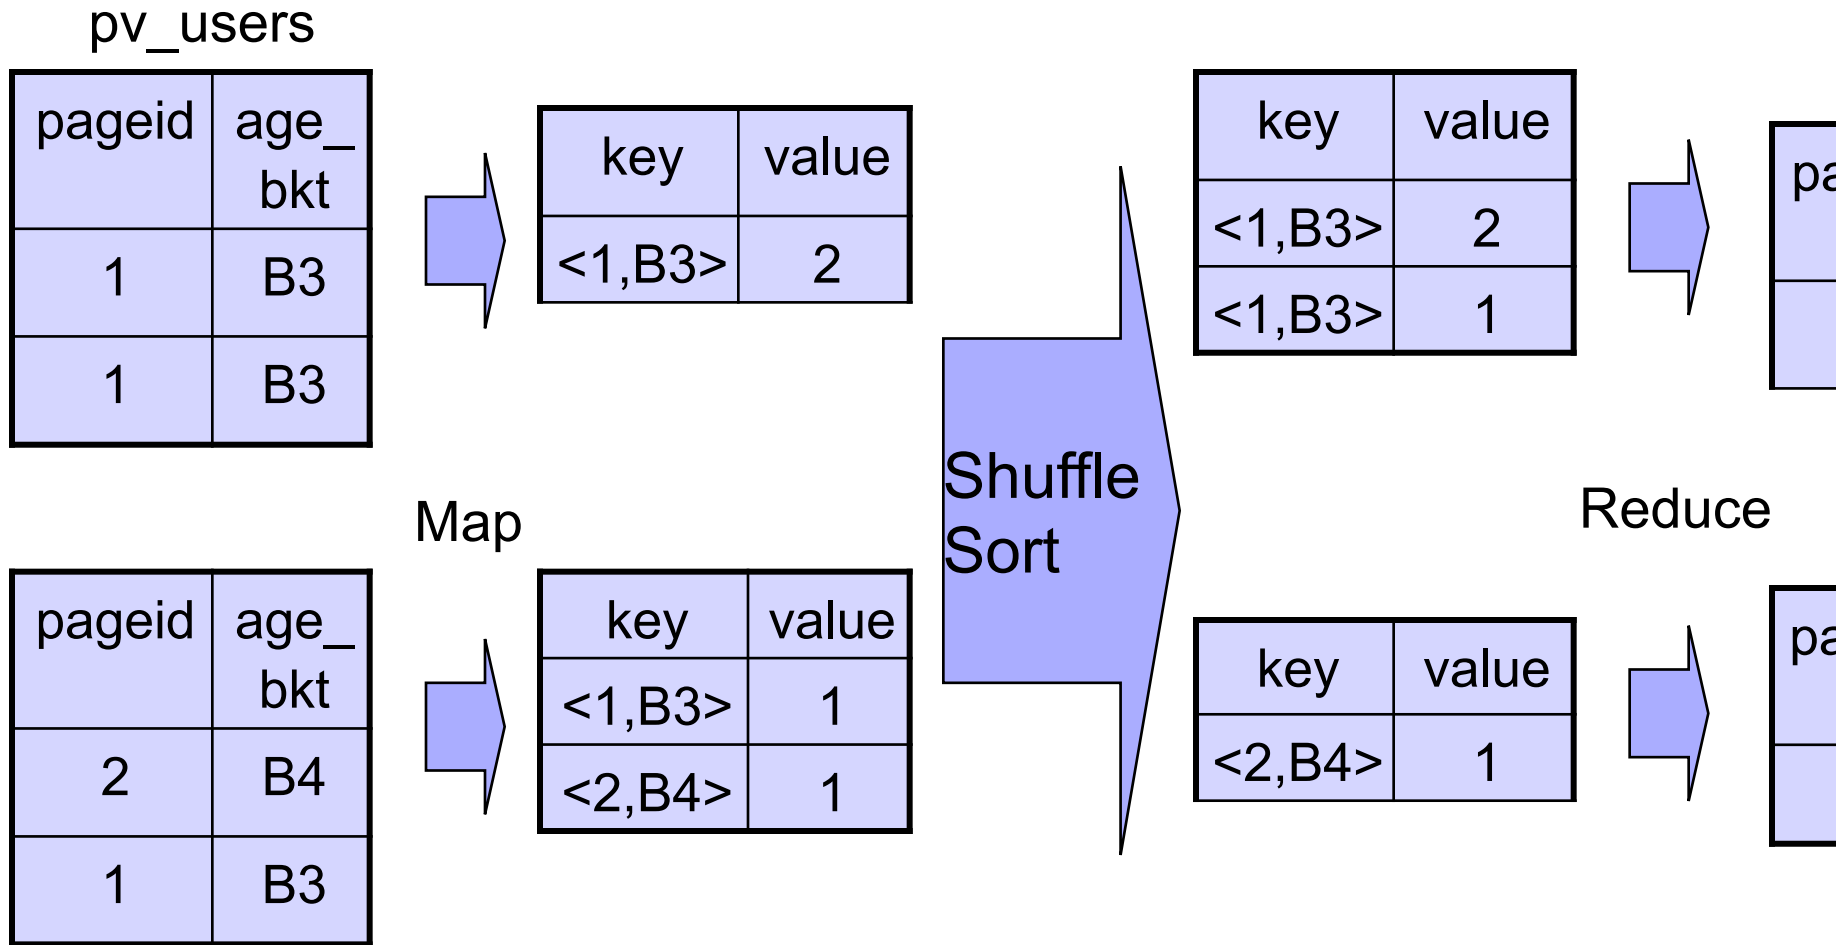 pv_users
pageid age_
bkt
1 B3
1 B3
key value
<1,B3> 2
key value
<1,B3> 2
<1,B3> 1
pa
Map
Shuffle
Sort
Reduce
pageid age_
bkt
2 B4
1 B3
key value
<1,B3> 1
<2,B4> 1
key value
<2,B4> 1
pa